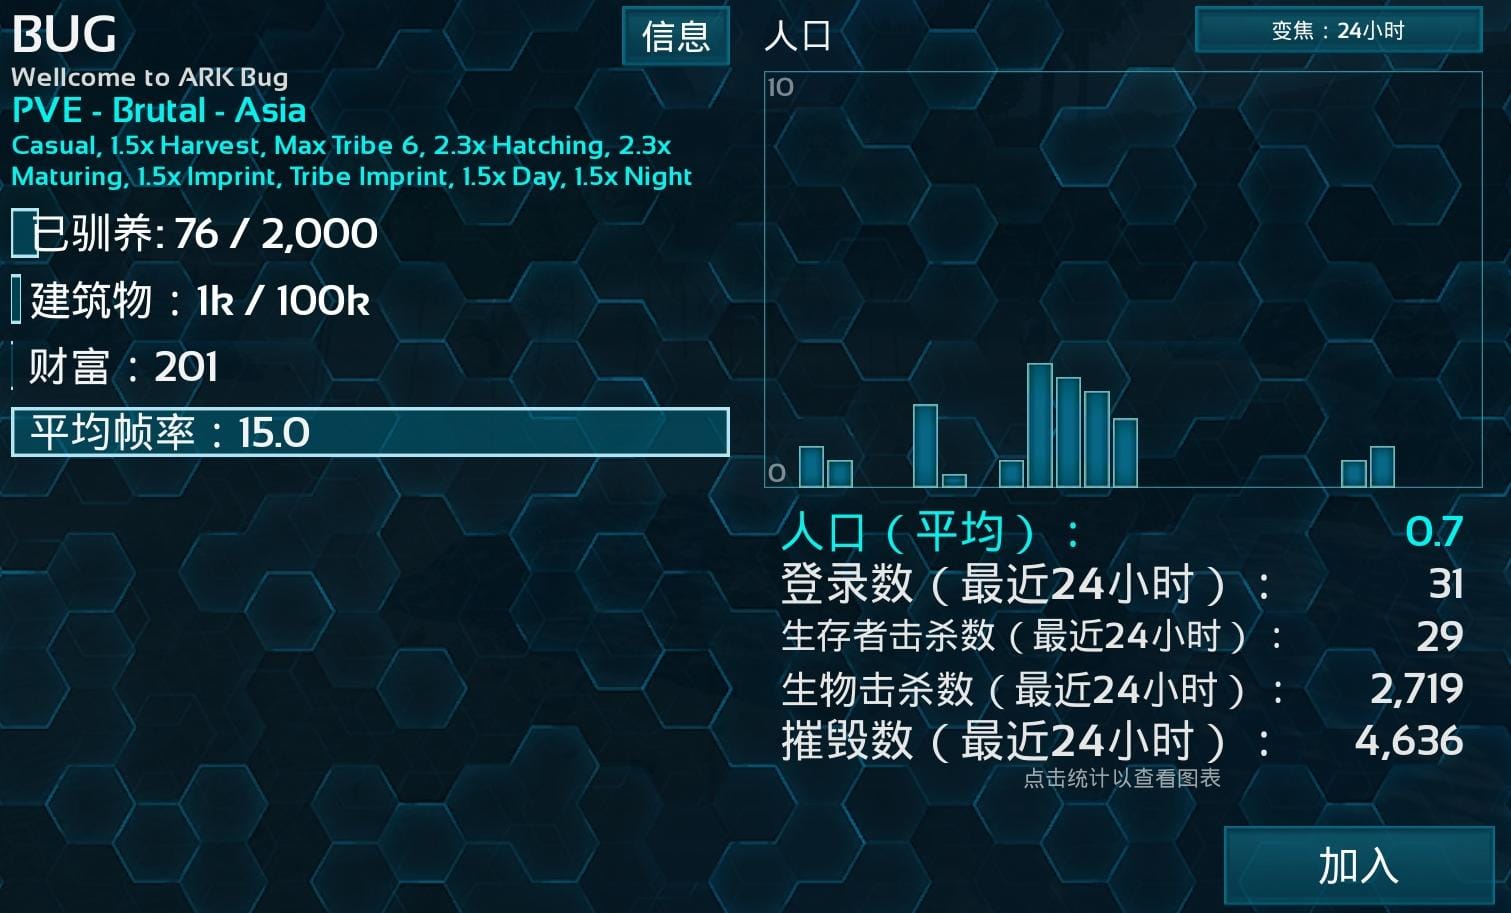 BUG
信息
Wellcome to ARK Bug
PVE - Brutal - Asia
Casual, 1.5x Harvest, Max Tribe 6, 2.3x Hatching, 2.3x
Maturing, 1.5x Imprint, Tribe Imprint, 1.5x Day, 1.5x Night
已驯养: 76 / 2,000
建筑物：1k / 100k
财富：201
平均帧率：15.0
人口
变焦：24小时
10
0
人口（平均）： 0.7
登录数（最近24小时）： 31
生存者击杀数（最近24小时）： 29
生物击杀数（最近24小时）： 2,719
摧毁数（最近24小时）： 4,636
点击统计以查看图表
加入